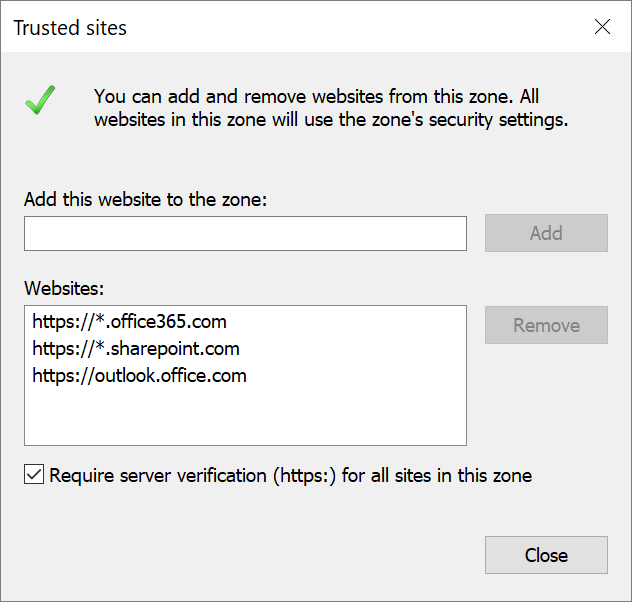 Trusted sites
You can add and remove websites from this zone. All
websites in this zone will use the zone's security settings.
Add this website to the zone:
Add
Websites:
https://*.office365.com
https://*.sharepoint.com
https://outlook.office.com
Remove
Require server verification (https:) for all sites in this zone
Close